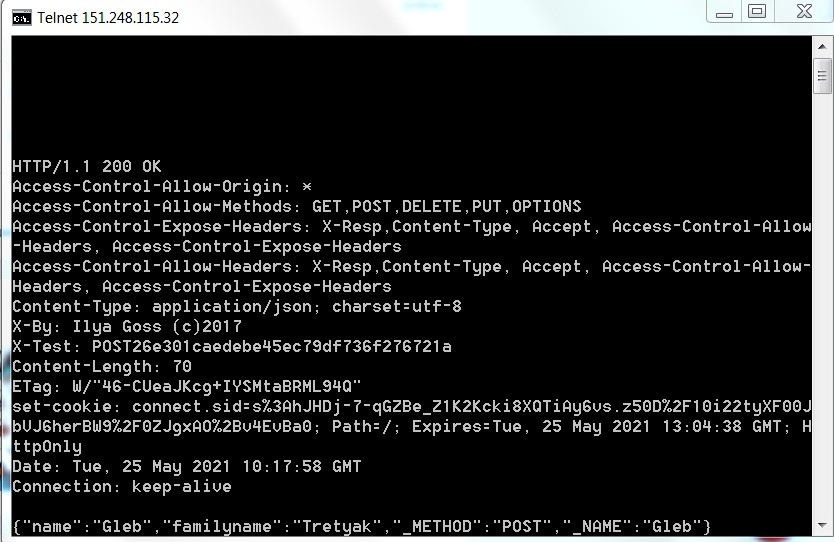 Telnet 151.248.115.32
HTTP/1.1 200 OK
Access-Control-Allow-Origin: *
Access-Control-Allow-Methods: GET,POST,DELETE,PUT,OPTIONS
Access-Control-Expose-Headers: X-Resp,Content-Type, Accept, Access-Control-Allow
-Headers, Access-Control-Expose-Headers
Access-Control-Allow-Headers: X-Resp,Content-Type, Accept, Access-Control-Allow-
Headers, Access-Control-Expose-Headers
Content-Type: application/json; charset=utf-8
X-By: Ilya Goss (c)2017
X-Test: POST26e301caedebe45ec79df736f276721a
Content-Length: 70
ETag: W/"46-CUeaJKcg+IYSMtaBRML94Q"
set-cookie: connect.sid=s%3AhJHDj-7-qGZBe_Z1K2Kcki8XQTiAy6vs.z50D%2F10i22tyXF00J
bVJ6herBW9%2F0ZJgxAO%2Bv4EvBa0; Path=/; Expires=Tue, 25 May 2021 13:04:38 GMT; H
ttpOnly
Date: Tue, 25 May 2021 10:17:58 GMT
Connection: keep-alive
{"name":"Gleb","familyname":"Tretyak","_METHOD":"POST","_NAME":"Gleb"}